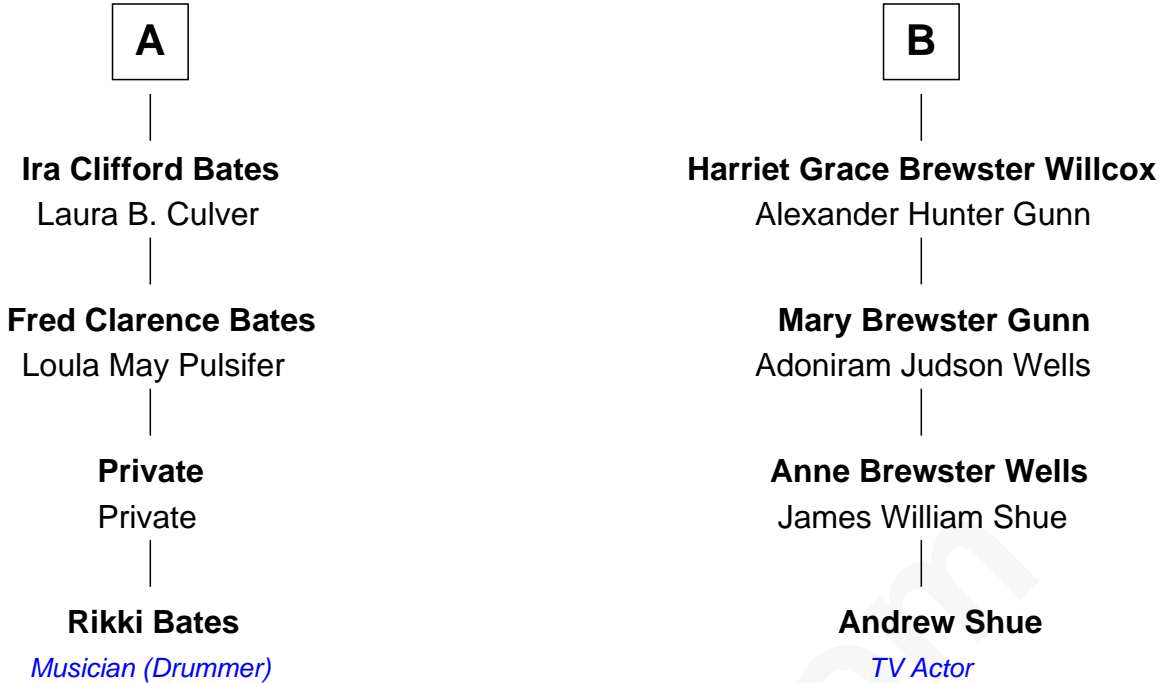 A
Ira Clifford Bates
Laura B. Culver
Fred Clarence Bates
Loula May Pulsifer
Private
Private
Rikki Bates
Musician (Drummer)
B
Harriet Grace Brewster Willcox
Alexander Hunter Gunn
Mary Brewster Gunn
Adoniram Judson Wells
Anne Brewster Wells
James William Shue
Andrew Shue
TV Actor
om